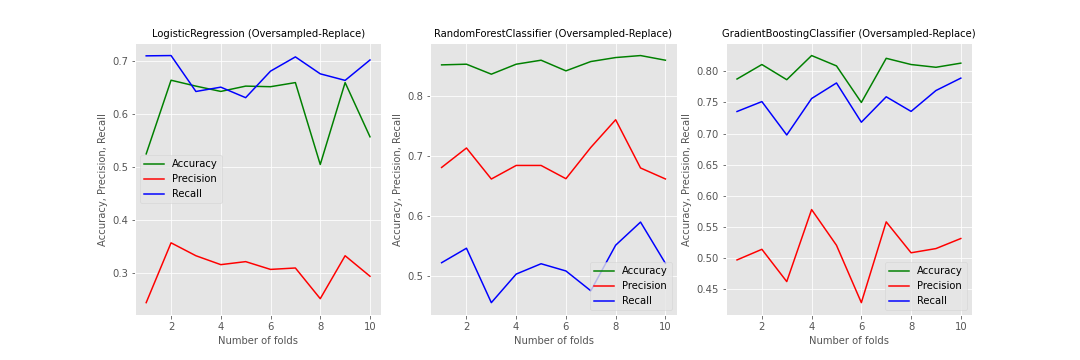 LogisticRegression (Oversampled-Replace)
0.7
0.6
0.5
0.4
0.3
Accuracy, Precision, Recall
Accuracy
Precision
Recall
2
4
6
8
10
Number of folds
RandomForestClassifier (Oversampled-Replace)
0.8
0.7
0.6
0.5
Accuracy, Precision, Recall
Accuracy
Precision
Recall
2
4
6
8
10
Number of folds
GradientBoostingClassifier (Oversampled-Replace)
0.80
0.75
0.70
0.65
0.60
0.55
0.50
0.45
Accuracy, Precision, Recall
Accuracy
Precision
Recall
2
4
6
8
10
Number of folds